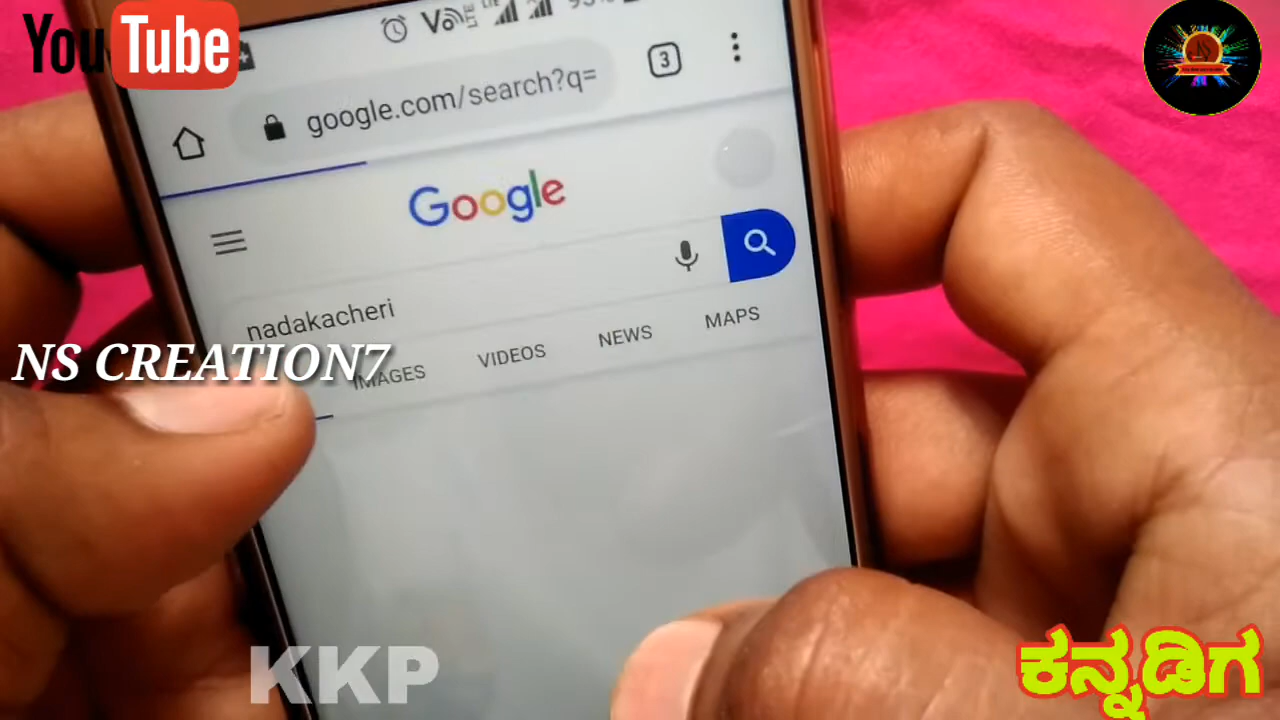 YouTube
google.com/search?q=
3
Google
nadakacheri
NS CREATION7
IMAGES VIDEOS NEWS MAPS
KKP
ಕನ್ನಡಿಗ